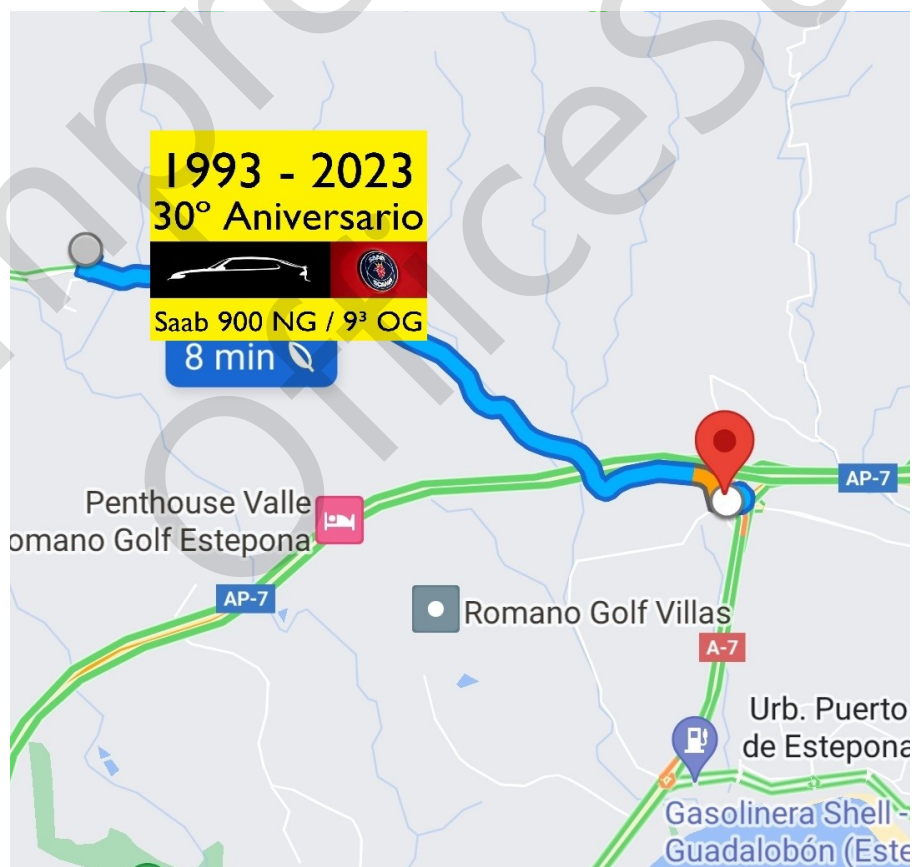 1993 - 2023
30º Aniversario
Saab 900 NG / 9³ OG
8 min
AP-7
Penthouse Valle
omano Golf Estepona
AP-7
Romano Golf Villas
A-7
Urb. Puerto
de Estepona
Gasolinera Shell -
Guadalobón (Este